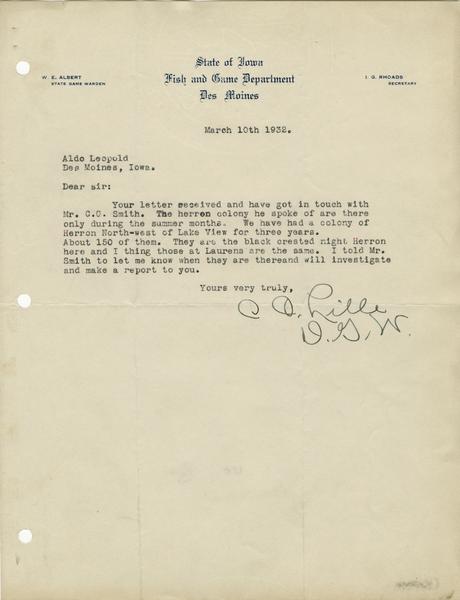 State of Iowa
Fish and Game Department
Des Moines
W. E. ALBERT
STATE GAME WARDEN
I. G. RHOADS
SECRETARY
March 10th 1932.
Aldo Leopold
Des Moines, Iowa.
Dear sir:
Your letter received and have got in touch with
Mr. C.C. Smith. The herron colony he spoke of are there
only during the summer months. We have had a colony of
Herron North-west of Lake View for three years.
About 150 of them. They are the black created night Herron
here and I thing those at Laurens are the same. I told Mr.
Smith to let me know when they are thereand will investigate
and make a report to you.
Yours very truly,
C D.
D.G.W.